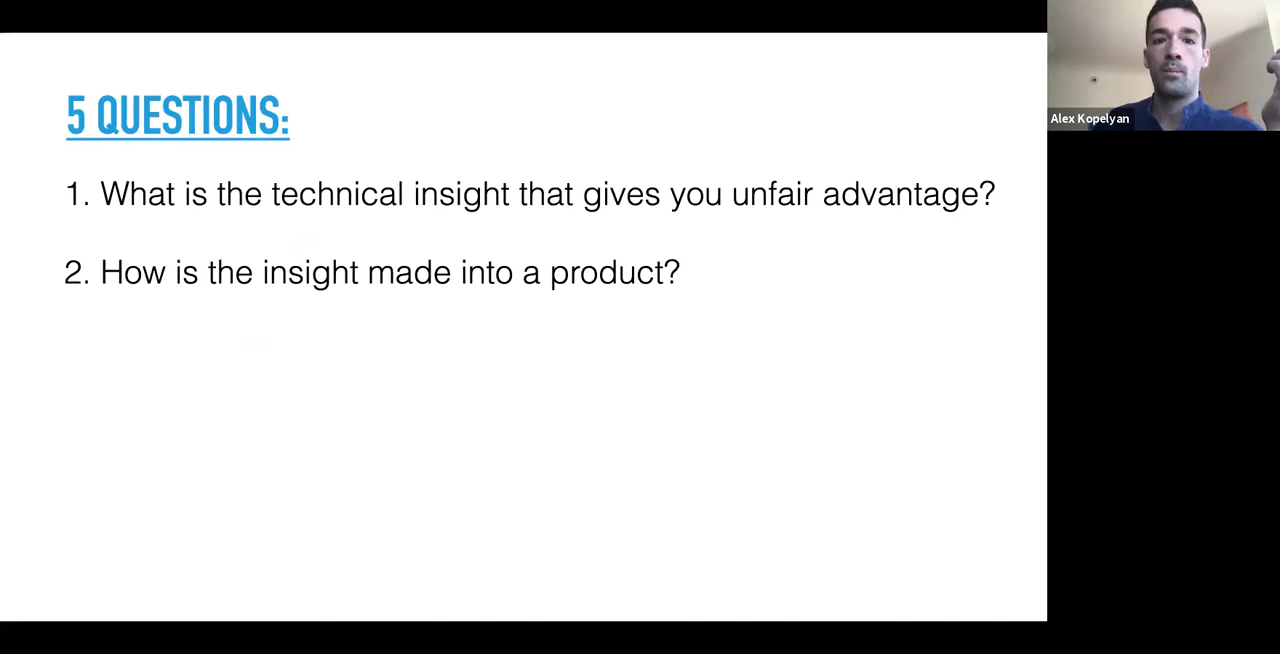 5 QUESTIONS:
1. What is the technical insight that gives you unfair advantage?
2. How is the insight made into a product?
Alex Kopelyan